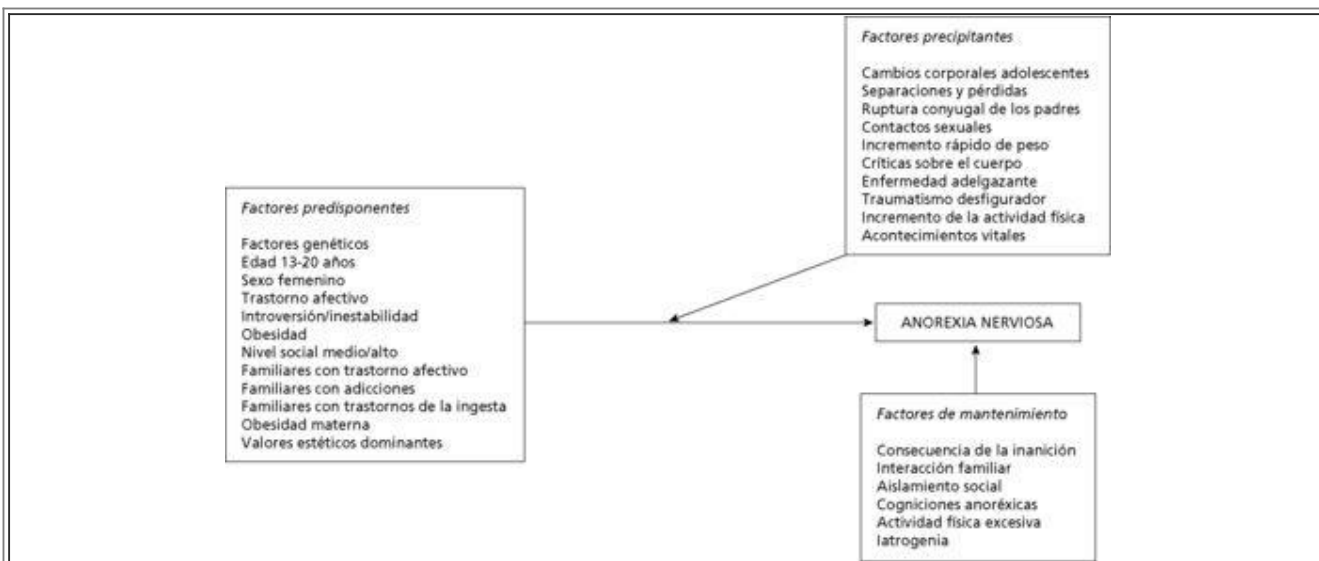 Factores precipitantes
Cambios corporales adolescentes
Separaciones y pérdidas
Ruptura conyugal de los padres
Contactos sexuales
Incremento rápido de peso
Críticas sobre el cuerpo
Enfermedad adelgazante
Traumatismo desfigurador
Incremento de la actividad física
Acontecimientos vitales
Factores predisponentes
Factores genéticos
Edad 13-20 años
Sexo femenino
Trastorno afectivo
Introversión/inestabilidad
Obesidad
Nivel social medio/alto
Familiares con trastorno afectivo
Familiares con adicciones
Familiares con trastornos de la ingesta
Obesidad materna
Valores estéticos dominantes
ANOREXIA NERVIOSA
Factores de mantenimiento
Consecuencia de la inanición
Interacción familiar
Aislamiento social
Cogniciones anoréxicas
Actividad física excesiva
Iatrogenia